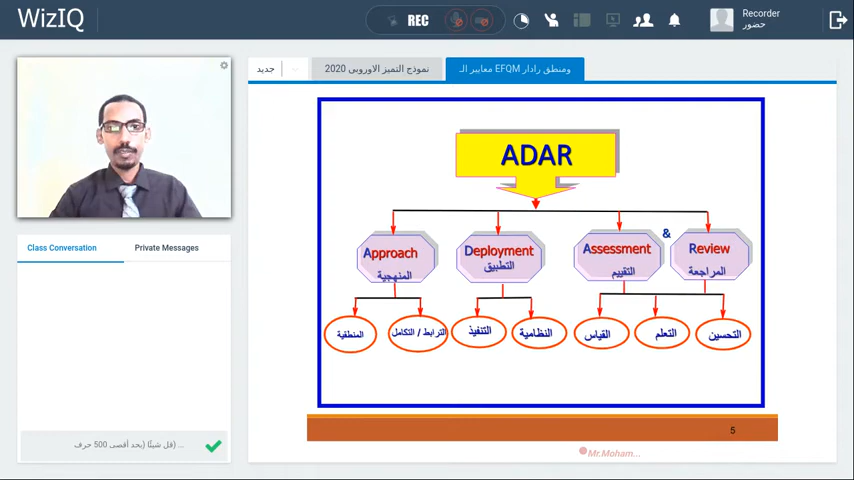 WizIQ
REC
Recorder
حضور
جديد
نموذج التميز الاوروبي 2020
ومنطق رادار EFQM معايير الـ
ADAR
&
Approach
المنهجية
Deployment
التطبيق
Assessment
التقييم
Review
المراجعة
المنطقية
الترابط / التكامل
التنفيذ
النظامية
القياس
التعلم
التحسين
5
Mr.Moham...
Class Conversation
Private Messages
... (قل شيئًا (بحد أقصى 500 حرف